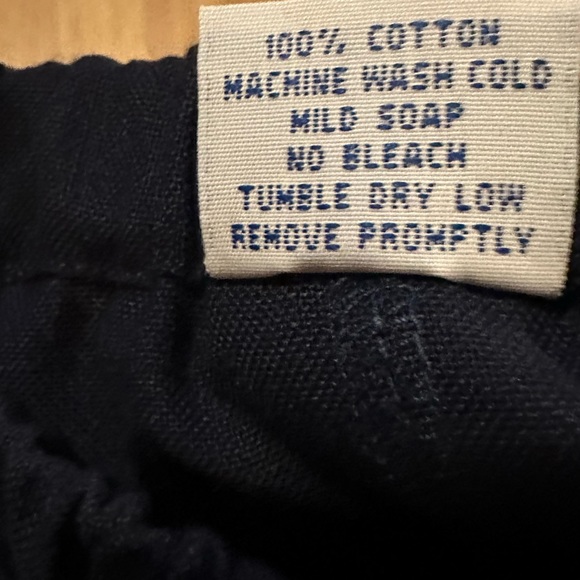 100% COTTON
MACHINE WASH COLD
MILD SOAP
NO BLEACH
TUMBLE DRY LOW
REMOVE PROMPTLY